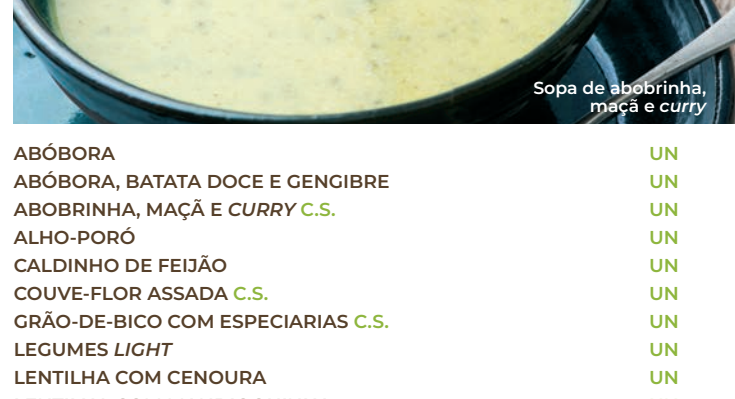 Sopa de abobrinha,
maçã e curry
ABÓBORA UN
ABÓBORA, BATATA DOCE E GENGIBRE UN
ABOBRINHA, MAÇÃ E CURRY C.S. UN
ALHO-PORÓ UN
CALDINHO DE FEIJÃO UN
COUVE-FLOR ASSADA C.S. UN
GRÃO-DE-BICO COM ESPECIARIAS C.S. UN
LEGUMES LIGHT UN
LENTILHA COM CENOURA UN